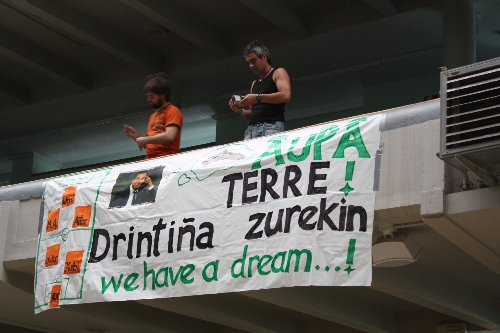 AUPA
TERRE!
Drintiña zurekin
we have a dream...!